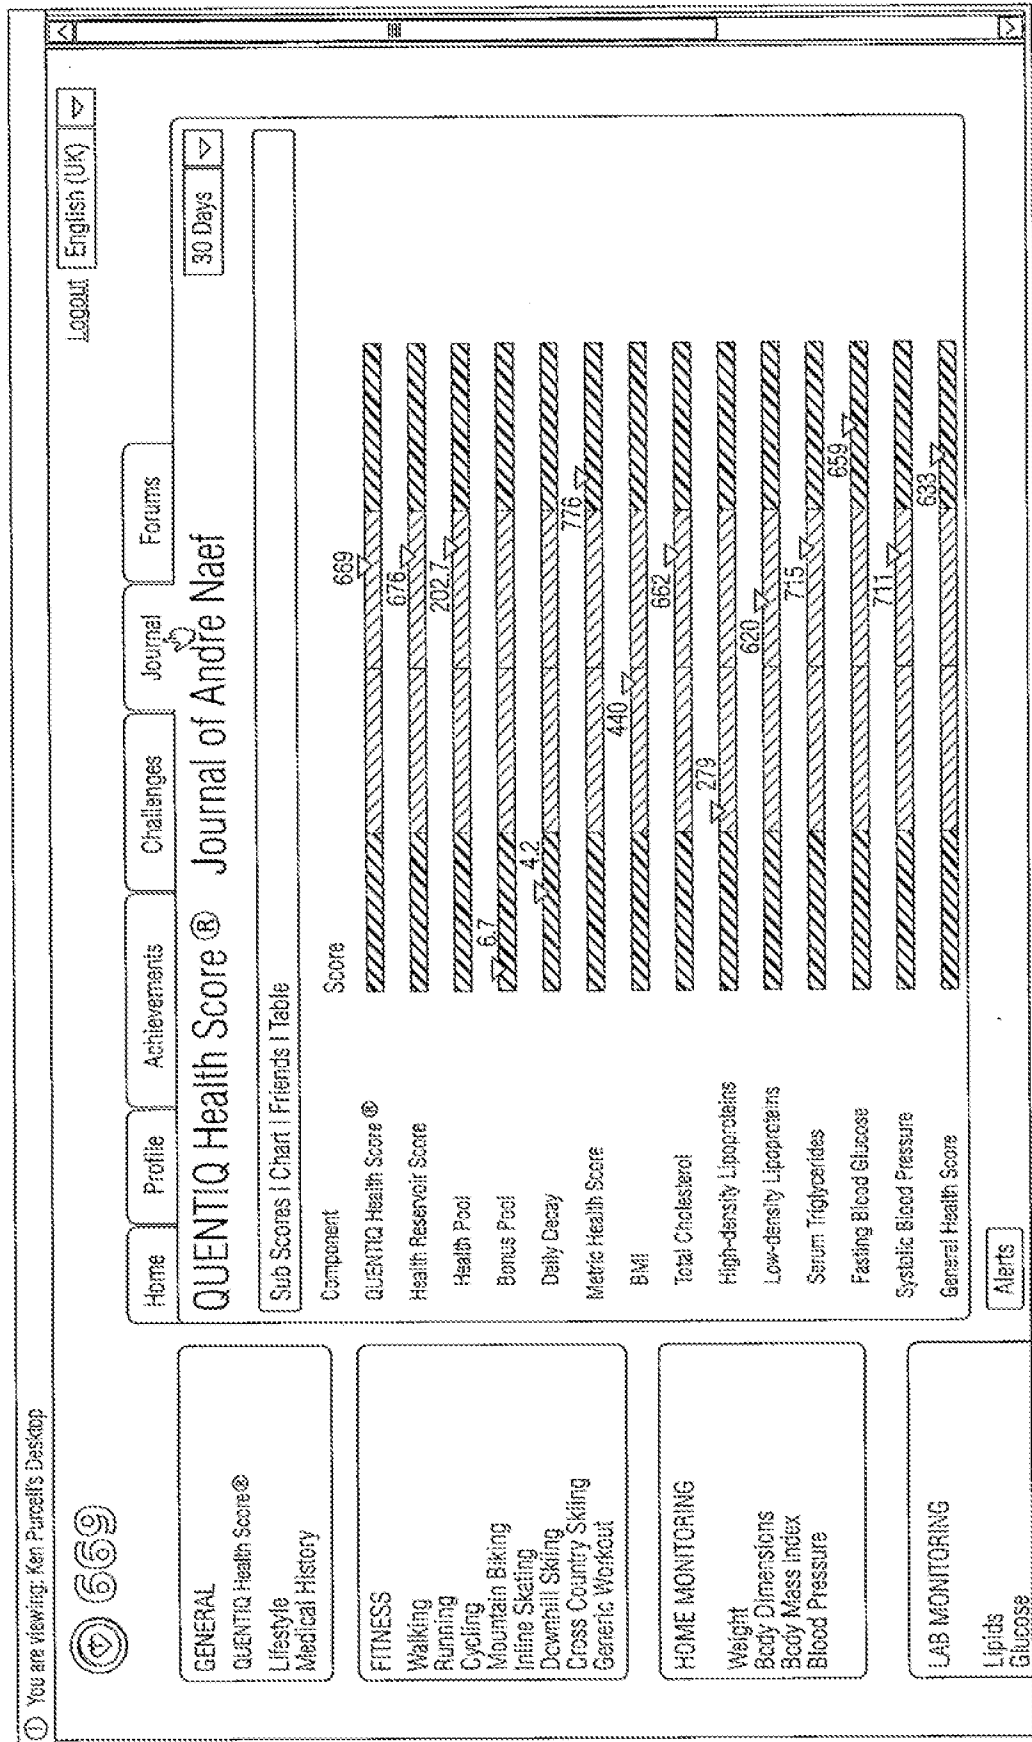 You are viewing: Ken Purcell's Desktop
669
Logout English (UK)
Home Profile Achievements Challenges Journal Forums
QUENTIQ Health Score ® Journal of Andre Naef 30 Days
Sub Scores | Chart | Friends | Table
Component Score
QUENTIQ Health Score ® 689
Health Reservoir Score 676
Health Pool 202.7
Bonus Pool 6.7
Daily Decay 4.2
Metric Health Score 776
BMI 440
Total Cholesterol 662
High-density Lipoproteins 279
Low-density Lipoproteins 620
Serum Triglycerides 715
Fasting Blood Glucose 659
Systolic Blood Pressure 711
General Health Score 633
Alerts
GENERAL
QUENTIQ Health Score®
Lifestyle
Medical History
FITNESS
Walking
Running
Cycling
Mountain Biking
Inline Skating
Downhill Skiing
Cross Country Skiing
Generic Workout
HOME MONITORING
Weight
Body Dimensions
Body Mass Index
Blood Pressure
LAB MONITORING
Lipids
Glucose